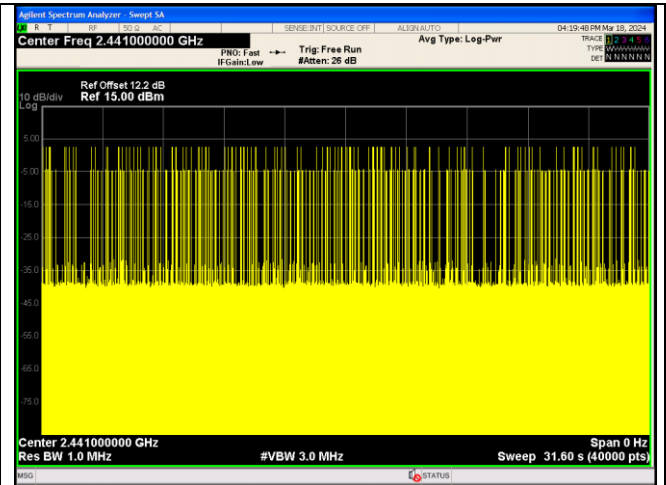 Agilent Spectrum Analyzer - Swept SA
R T RF 50 Ω AC SENSE:INT SOURCE OFF ALIGN AUTO 04:19:48 PM Mar 18, 2024
Center Freq 2.441000000 GHz Avg Type: Log-Pwr TRACE 1 2 3 4 5 6
PNO: Fast Trig: Free Run TYPE WWWWWW
IFGain:Low #Atten: 26 dB DET N N N N N N
Ref Offset 12.2 dB
10 dB/div Ref 15.00 dBm
Log
5.00
-5.00
-15.0
-25.0
-35.0
-45.0
-55.0
-65.0
-75.0
Center 2.441000000 GHz Span 0 Hz
Res BW 1.0 MHz #VBW 3.0 MHz Sweep 31.60 s (40000 pts)
MSG STATUS